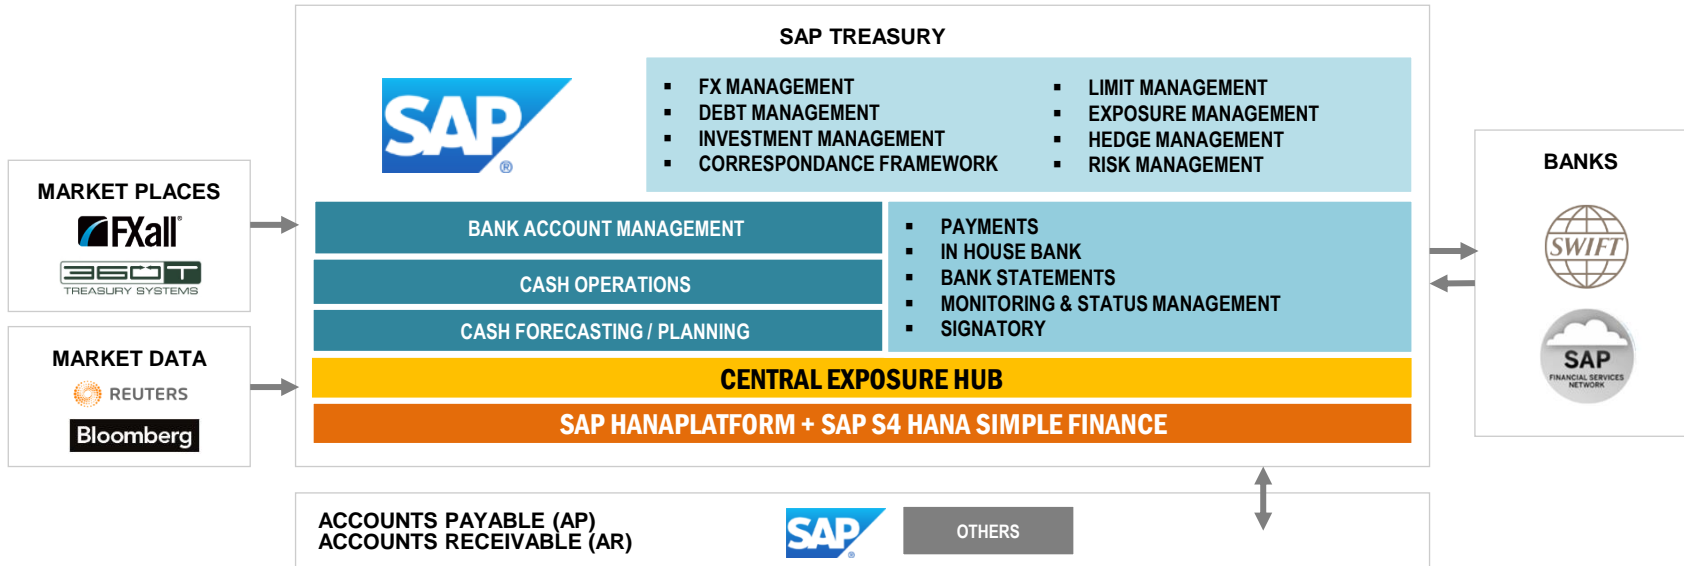 SAP TREASURY
SAP
®
▪ FX MANAGEMENT
▪ DEBT MANAGEMENT
▪ INVESTMENT MANAGEMENT
▪ CORRESPONDANCE FRAMEWORK
▪ LIMIT MANAGEMENT
▪ EXPOSURE MANAGEMENT
▪ HEDGE MANAGEMENT
▪ RISK MANAGEMENT
MARKET PLACES
FXall®
360T
TREASURY SYSTEMS
MARKET DATA
REUTERS
Bloomberg
BANK ACCOUNT MANAGEMENT
CASH OPERATIONS
CASH FORECASTING / PLANNING
▪ PAYMENTS
▪ IN HOUSE BANK
▪ BANK STATEMENTS
▪ MONITORING & STATUS MANAGEMENT
▪ SIGNATORY
CENTRAL EXPOSURE HUB
SAP HANAPLATFORM + SAP S4 HANA SIMPLE FINANCE
BANKS
SWIFT
SAP
FINANCIAL SERVICES
NETWORK
ACCOUNTS PAYABLE (AP)
ACCOUNTS RECEIVABLE (AR)
SAP
®
OTHERS